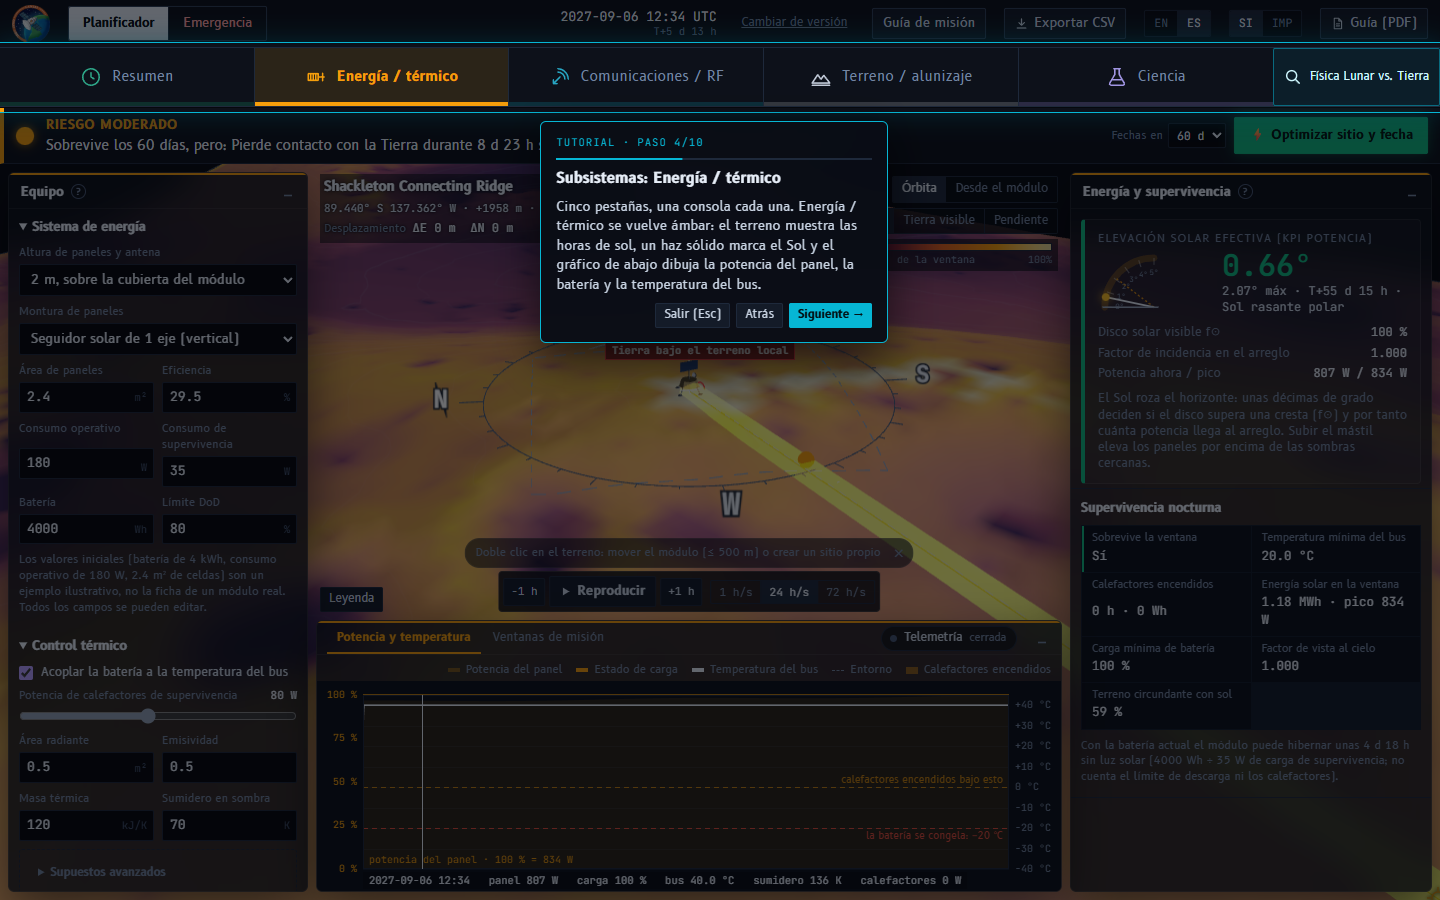 Planificador
Emergencia
2027-09-06 12:34 UTC
T+5 d 13 h
Cambiar de versión
Guía de misión
Exportar CSV
EN ES
SI IMP
Guía (PDF)
Resumen
Energía / térmico
Comunicaciones / RF
Terreno / alunizaje
Ciencia
Física Lunar vs. Tierra
RIESGO MODERADO
Sobrevive los 60 días, pero: Pierde contacto con la Tierra durante 8 d 23 h
Fechas en 60 d
Optimizar sitio y fecha
TUTORIAL · PASO 4/10
Subsistemas: Energía / térmico
Cinco pestañas, una consola cada una. Energía /
térmico se vuelve ámbar: el terreno muestra las
horas de sol, un haz sólido marca el Sol y el
gráfico de abajo dibuja la potencia del panel, la
batería y la temperatura del bus.
Salir (Esc)
Atrás
Siguiente →
Equipo ?
Sistema de energía
Altura de paneles y antena
2 m, sobre la cubierta del módulo
Montura de paneles
Seguidor solar de 1 eje (vertical)
Área de paneles
2.4 m²
Eficiencia
29.5 %
Consumo operativo
180 W
Consumo de
supervivencia
35 W
Batería
4000 Wh
Límite DoD
80 %
Los valores iniciales (batería de 4 kWh, consumo
operativo de 180 W, 2.4 m² de celdas) son un
ejemplo ilustrativo, no la ficha de un módulo real.
Todos los campos se pueden editar.
Control térmico
Acoplar la batería a la temperatura del bus
Potencia de calefactores de supervivencia 80 W
Área radiante
0.5 m²
Emisividad
0.5
Masa térmica
120 kJ/K
Sumidero en sombra
70 K
Supuestos avanzados
Shackleton Connecting Ridge
89.440° S 137.362° W · +1958 m ·
Desplazamiento ΔE 0 m ΔN 0 m
Órbita
Desde el módulo
Tierra visible
Pendiente
de la ventana 100%
Tierra bajo el terreno local
N
S
W
Doble clic en el terreno: mover el módulo (≤ 500 m) o crear un sitio propio ×
Leyenda
-1 h
Reproducir
+1 h
1 h/s
24 h/s
72 h/s
Potencia y temperatura
Ventanas de misión
Telemetría cerrada
Potencia del panel
Estado de carga
Temperatura del bus
Entorno
Calefactores encendidos
100 %
75 %
50 %
25 %
0 %
+40 °C
+30 °C
+20 °C
+10 °C
0 °C
-10 °C
-20 °C
-30 °C
-40 °C
calefactores encendidos bajo esto
la batería se congela: -20 °C
potencia del panel · 100 % = 834 W
2027-09-06 12:34 panel 807 W carga 100 % bus 40.0 °C sumidero 136 K calefactores 0 W
Energía y supervivencia ?
ELEVACIÓN SOLAR EFECTIVA (KPI POTENCIA)
0.66°
2.07° máx · T+55 d 15 h ·
Sol rasante polar
Disco solar visible f⊙ 100 %
Factor de incidencia en el arreglo 1.000
Potencia ahora / pico 807 W / 834 W
El Sol roza el horizonte: unas décimas de grado
deciden si el disco supera una cresta (f⊙) y por tanto
cuánta potencia llega al arreglo. Subir el mástil
eleva los paneles por encima de las sombras
cercanas.
Supervivencia nocturna
Sobrevive la ventana
Sí
Temperatura mínima del bus
20.0 °C
Calefactores encendidos
0 h · 0 Wh
Energía solar en la ventana
1.18 MWh · pico 834
W
Carga mínima de batería
100 %
Factor de vista al cielo
1.000
Terreno circundante con sol
59 %
Con la batería actual el módulo puede hibernar unas 4 d 18 h
sin luz solar (4000 Wh ÷ 35 W de carga de supervivencia; no
cuenta el límite de descarga ni los calefactores).